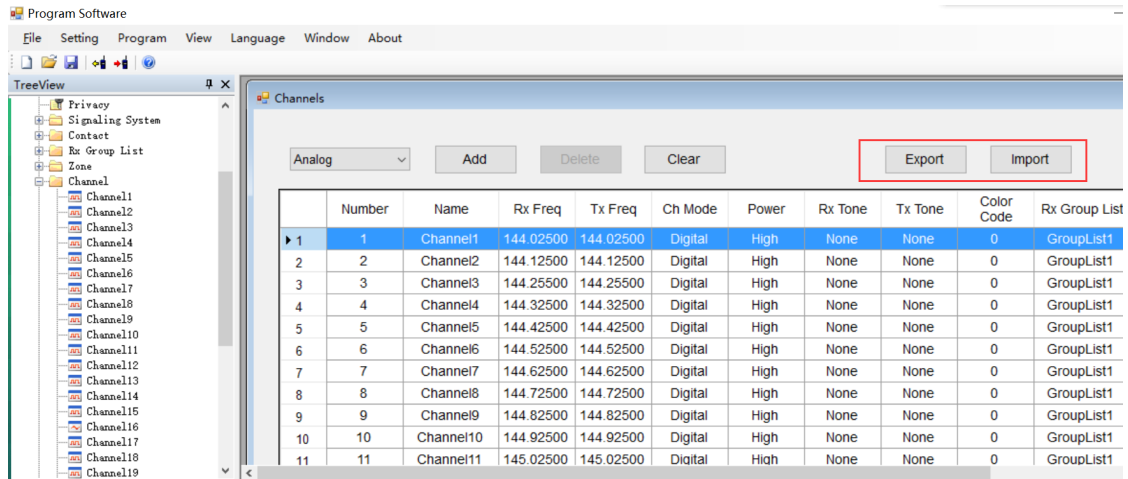 Program Software
File Setting Program View Language Window About
TreeView
Privacy
Signaling System
Contact
Rx Group List
Zone
Channel
Channel1
Channel2
Channel3
Channel4
Channel5
Channel6
Channel7
Channel8
Channel9
Channel10
Channel11
Channel12
Channel13
Channel14
Channel15
Channel16
Channel17
Channel18
Channel19
Channels
Analog Add Delete Clear Export Import
Number Name Rx Freq Tx Freq Ch Mode Power Rx Tone Tx Tone Color Code Rx Group List
1 1 Channel1 144.02500 144.02500 Digital High None None 0 GroupList1
2 2 Channel2 144.12500 144.12500 Digital High None None 0 GroupList1
3 3 Channel3 144.25500 144.25500 Digital High None None 0 GroupList1
4 4 Channel4 144.32500 144.32500 Digital High None None 0 GroupList1
5 5 Channel5 144.42500 144.42500 Digital High None None 0 GroupList1
6 6 Channel6 144.52500 144.52500 Digital High None None 0 GroupList1
7 7 Channel7 144.62500 144.62500 Digital High None None 0 GroupList1
8 8 Channel8 144.72500 144.72500 Digital High None None 0 GroupList1
9 9 Channel9 144.82500 144.82500 Digital High None None 0 GroupList1
10 10 Channel10 144.92500 144.92500 Digital High None None 0 GroupList1
11 11 Channel11 145.02500 145.02500 Digital High None None 0 GroupList1